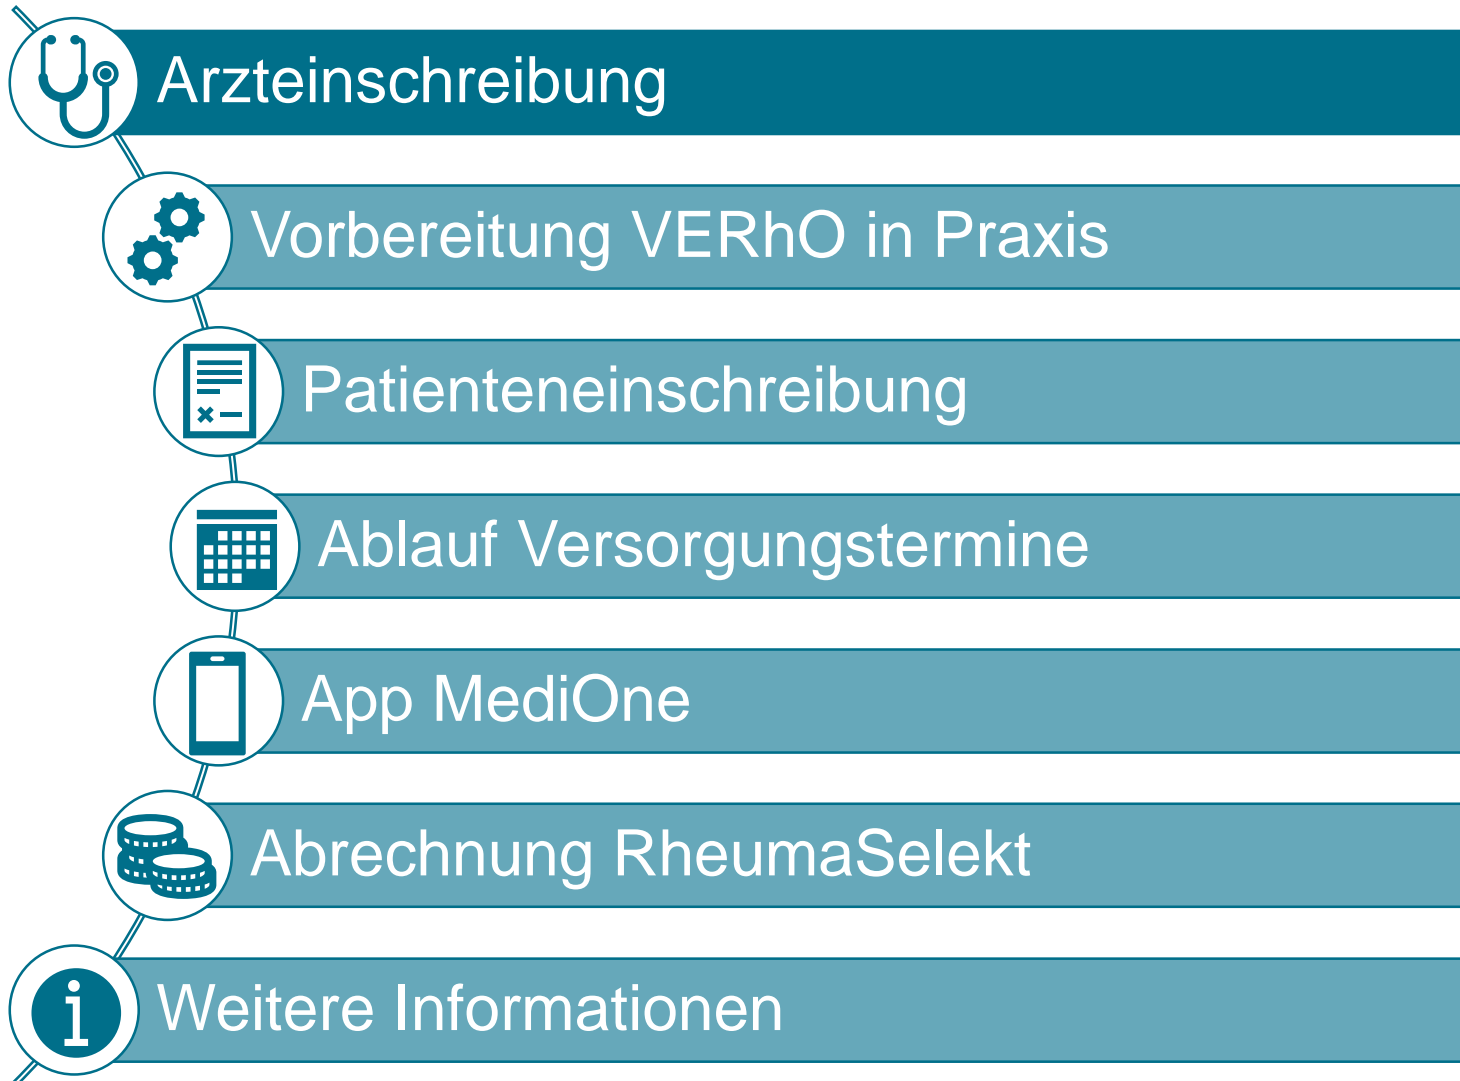 Arzteinschreibung
Vorbereitung VERhO in Praxis
Patienteneinschreibung
Ablauf Versorgungstermine
App MediOne
Abrechnung RheumaSelekt
Weitere Informationen